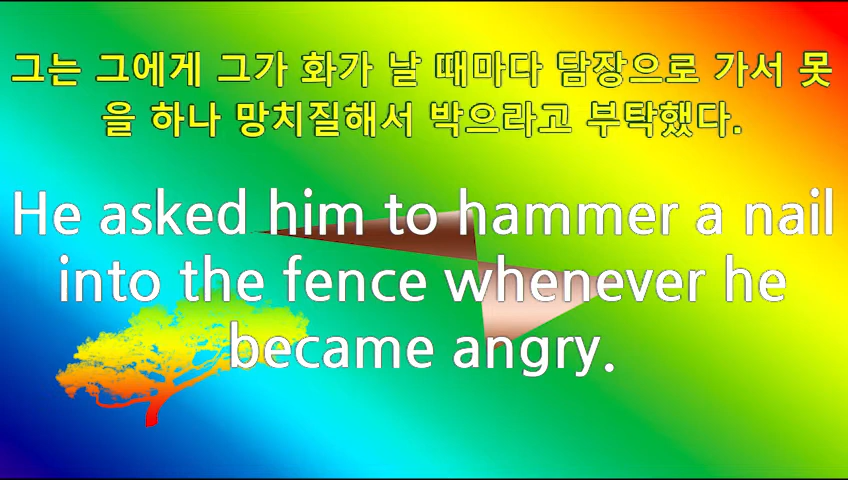 그는 그에게 그가 화가 날 때마다 담장으로 가서 못
을 하나 망치질해서 박으라고 부탁했다.
He asked him to hammer a nail
into the fence whenever he
became angry.